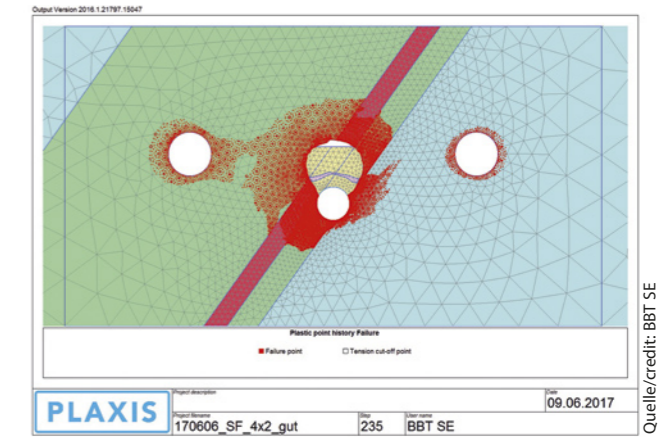 Output Version 2016.1.21797.15047
Plastic point history Failure
Failure point
Tension cut-off point
PLAXIS
Project description
Date
09.06.2017
Project filename
170606_SF_4x2_gut
Step
235
User name
BBT SE
Quelle/credit: BBT SE